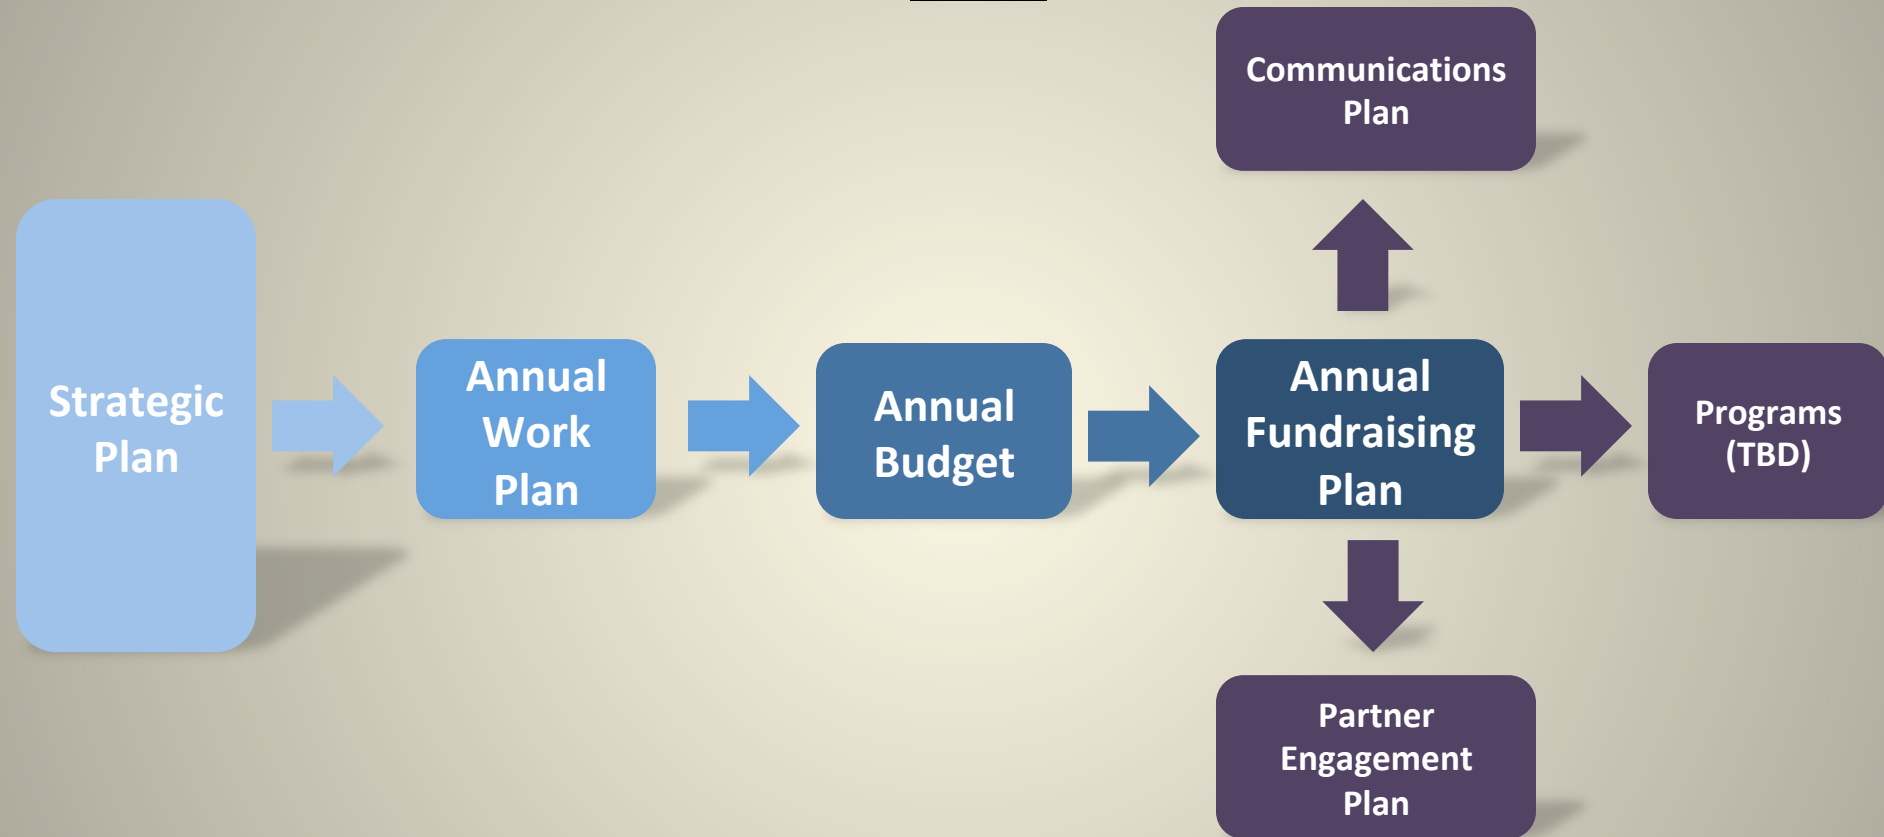 Communications
Plan
Strategic
Plan
Annual
Work
Plan
Annual
Budget
Annual
Fundraising
Plan
Programs
(TBD)
Partner
Engagement
Plan